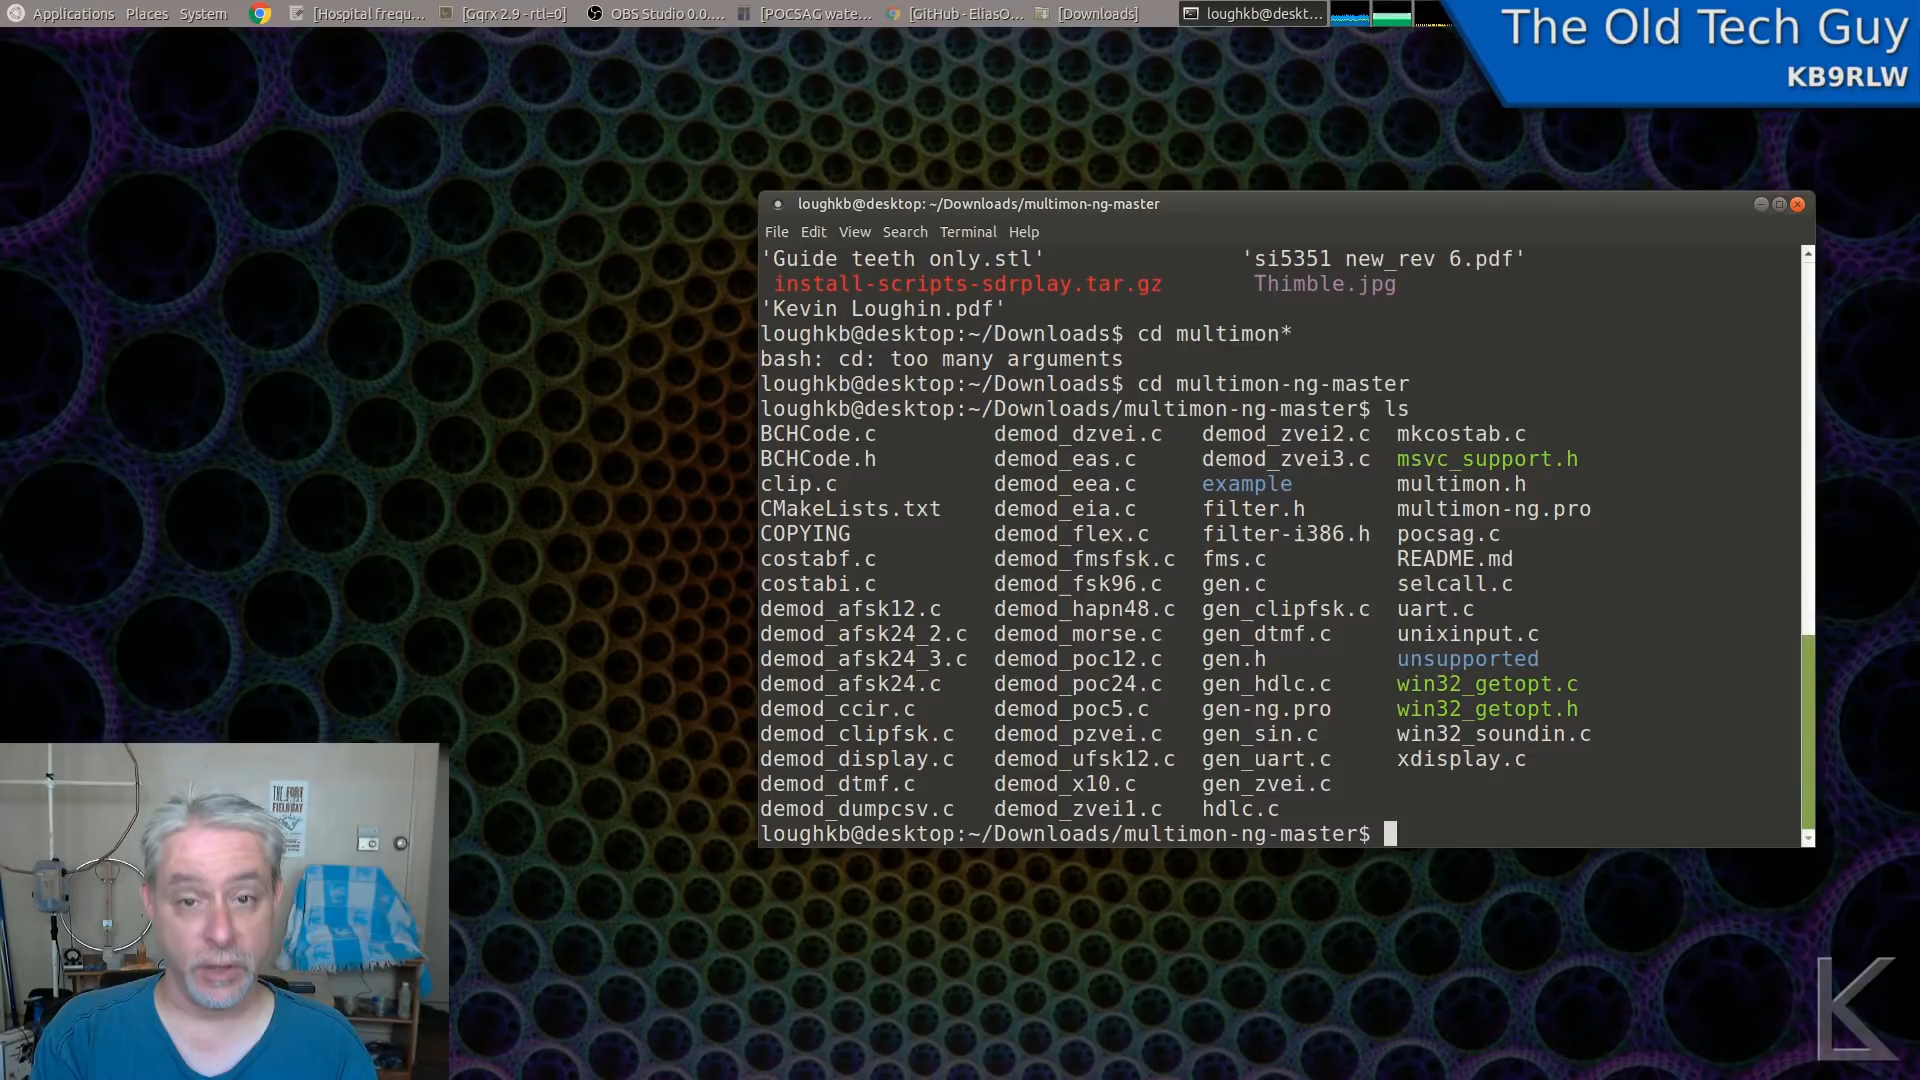 Applications Places System [Hospital frequ... [Gqrx 2.9 - rtl=0] OBS Studio 0.0.... [POCSAG wate... [GitHub - EliasO... [Downloads] loughkb@deskt...
The Old Tech Guy
KB9RLW
loughkb@desktop: ~/Downloads/multimon-ng-master
File Edit View Search Terminal Help
'Guide teeth only.stl' 'si5351 new_rev 6.pdf'
install-scripts-sdrplay.tar.gz Thimble.jpg
'Kevin Loughin.pdf'
loughkb@desktop:~/Downloads$ cd multimon*
bash: cd: too many arguments
loughkb@desktop:~/Downloads$ cd multimon-ng-master
loughkb@desktop:~/Downloads/multimon-ng-master$ ls
BCHCode.c demod_dzvei.c demod_zvei2.c mkcostab.c
BCHCode.h demod_eas.c demod_zvei3.c msvc_support.h
clip.c demod_eea.c example multimon.h
CMakeLists.txt demod_eia.c filter.h multimon-ng.pro
COPYING demod_flex.c filter-i386.h pocsag.c
costabf.c demod_fmsfsk.c fms.c README.md
costabi.c demod_fsk96.c gen.c selcall.c
demod_afsk12.c demod_hapn48.c gen_clipfsk.c uart.c
demod_afsk24_2.c demod_morse.c gen_dtmf.c unixinput.c
demod_afsk24_3.c demod_poc12.c gen.h unsupported
demod_afsk24.c demod_poc24.c gen_hdlc.c win32_getopt.c
demod_ccir.c demod_poc5.c gen-ng.pro win32_getopt.h
demod_clipfsk.c demod_pzvei.c gen_sin.c win32_soundin.c
demod_display.c demod_ufsk12.c gen_uart.c xdisplay.c
demod_dtmf.c demod_x10.c gen_zvei.c
demod_dumpcsv.c demod_zvei1.c hdlc.c
loughkb@desktop:~/Downloads/multimon-ng-master$
THE FORT
FIELD DAY
K